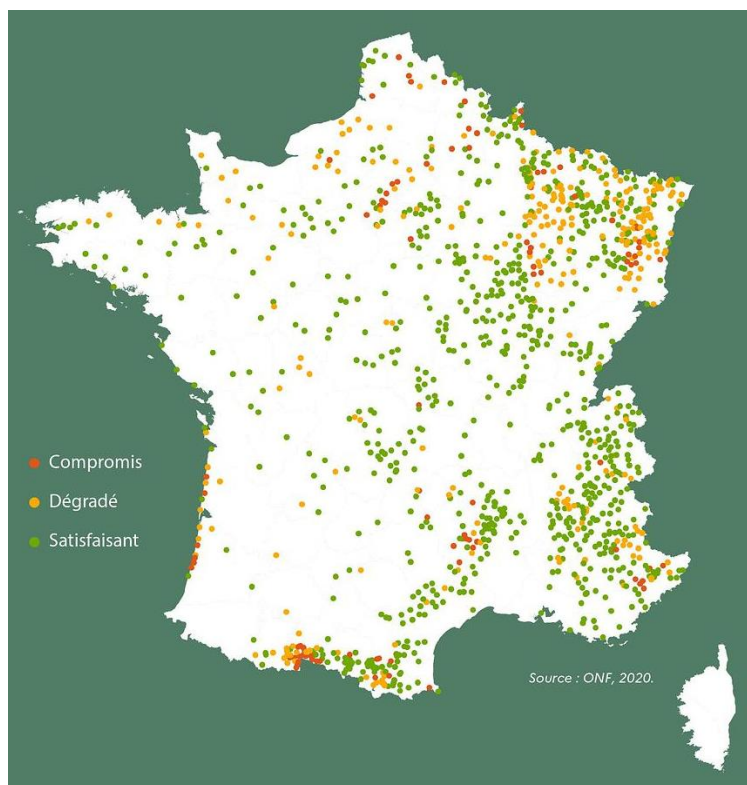 Compromis
Dégradé
Satisfaisant
Source : ONF, 2020.